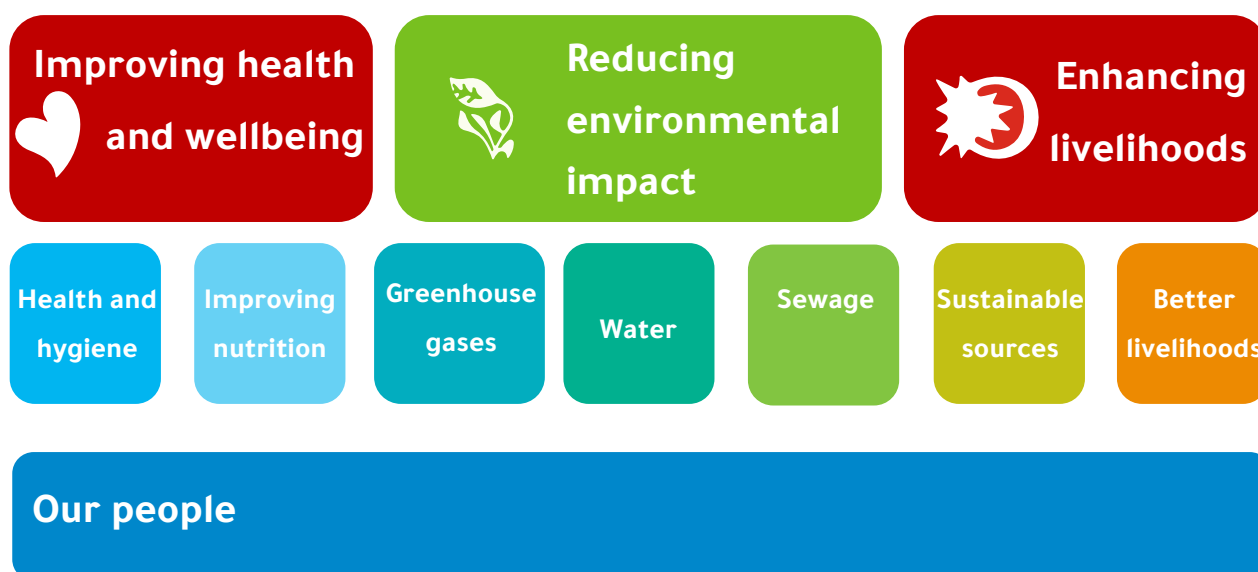 Improving health
and wellbeing
Reducing
environmental
impact
Enhancing
livelihoods
Health and
hygiene
Improving
nutrition
Greenhouse
gases
Water
Sewage
Sustainable
sources
Better
livelihoods
Our people